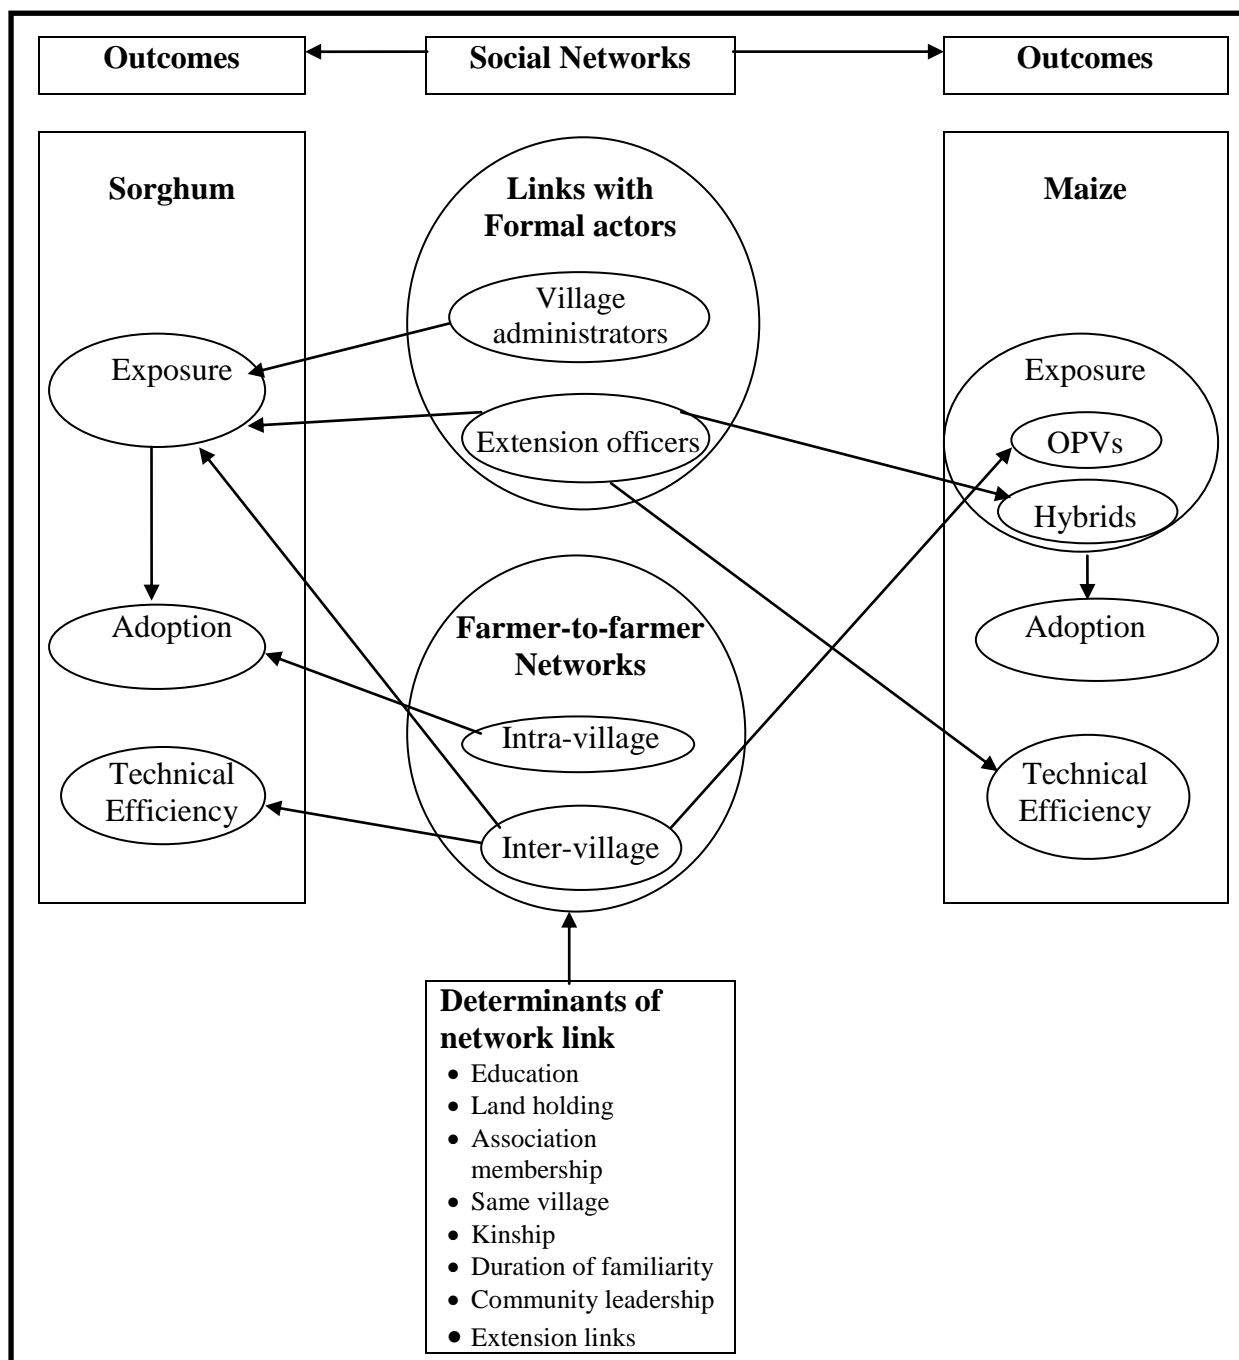 Outcomes
Social Networks
Outcomes
Sorghum
Exposure
Adoption
Technical
Efficiency
Links with
Formal actors
Village
administrators
Extension officers
Farmer-to-farmer
Networks
Intra-village
Inter-village
Maize
Exposure
OPVs
Hybrids
Adoption
Technical
Efficiency
Determinants of
network link
• Education
• Land holding
• Association
membership
• Same village
• Kinship
• Duration of familiarity
• Community leadership
• Extension links